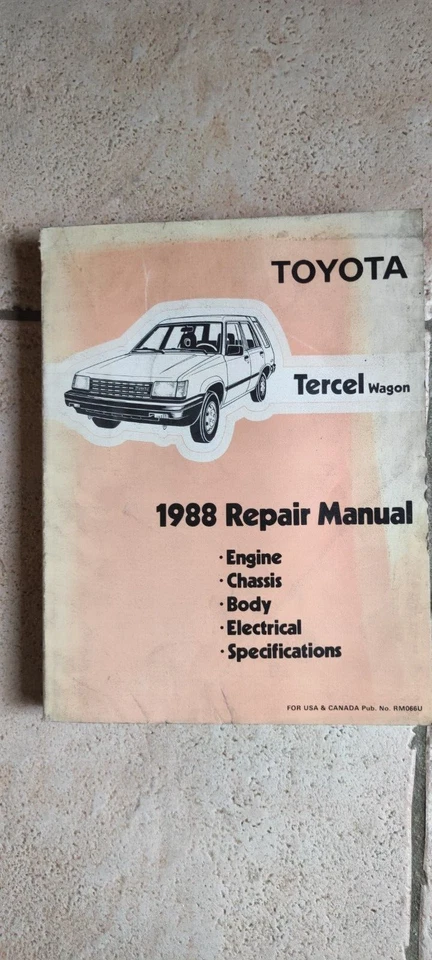 TOYOTA
Tercel Wagon
1988 Repair Manual
· Engine
· Chassis
· Body
· Electrical
· Specifications
FOR USA & CANADA Pub. No. RM066U